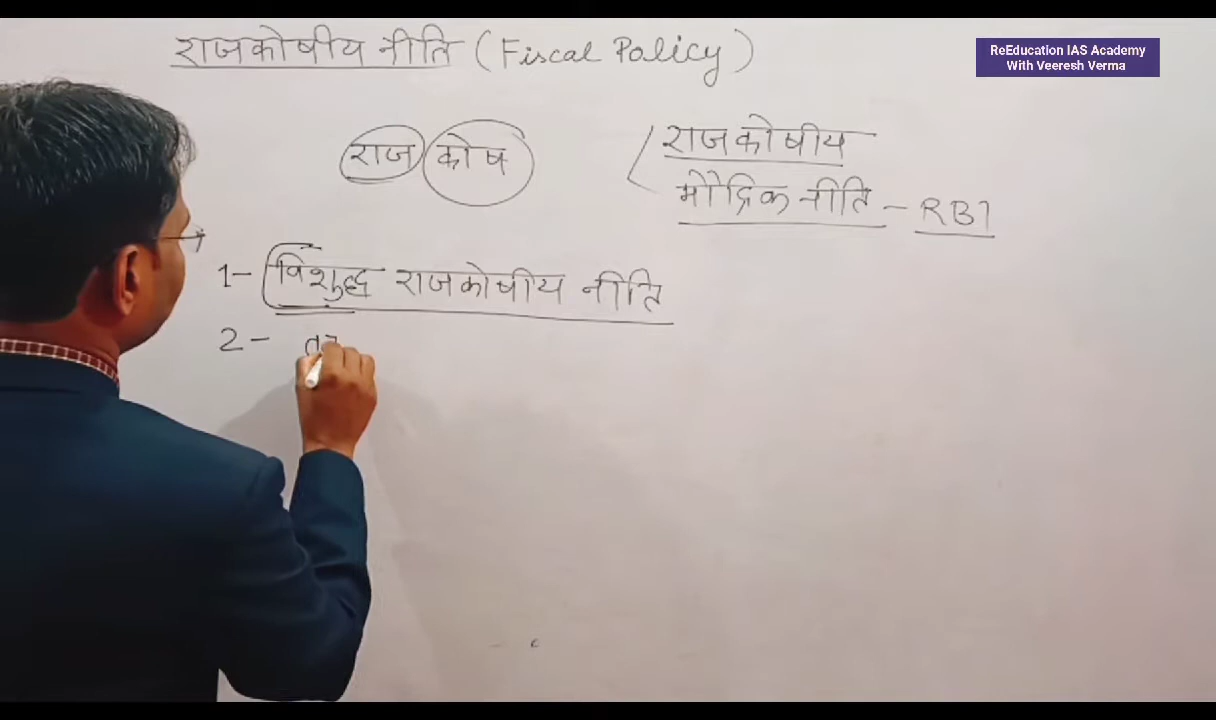 राजकोषीय नीति (Fiscal Policy)
ReEducation IAS Academy
With Veeresh Verma
राज कोष
राजकोषीय
मौद्रिक नीति - RBI
1- विशुद्ध राजकोषीय नीति
2-